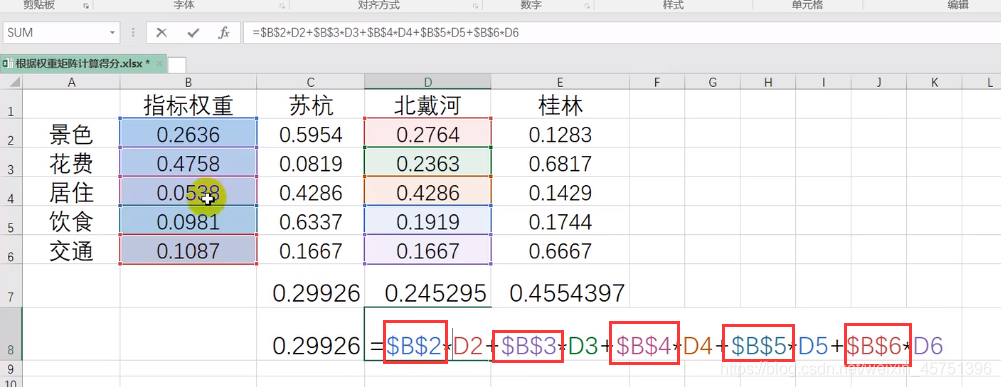 剪贴板 字体 对齐方式 数字 样式 单元格 编辑
SUM =$B$2*D2+$B$3*D3+$B$4*D4+$B$5*D5+$B$6*D6
根据权重矩阵计算得分.xlsx *
A B C D E F G H I J K L
1 指标权重 苏杭 北戴河 桂林
2 景色 0.2636 0.5954 0.2764 0.1283
3 花费 0.4758 0.0819 0.2363 0.6817
4 居住 0.0538 0.4286 0.4286 0.1429
5 饮食 0.0981 0.6337 0.1919 0.1744
6 交通 0.1087 0.1667 0.1667 0.6667
7 0.29926 0.245295 0.4554397
8 0.29926 =$B$2*D2+$B$3*D3+$B$4*D4+$B$5*D5+$B$6*D6
https://blog.csdn.net/weixin_45751396
9
10